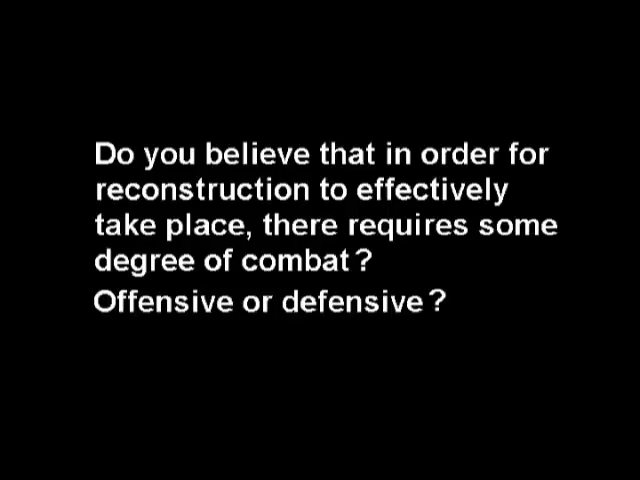 Do you believe that in order for
reconstruction to effectively
take place, there requires some
degree of combat?
Offensive or defensive?